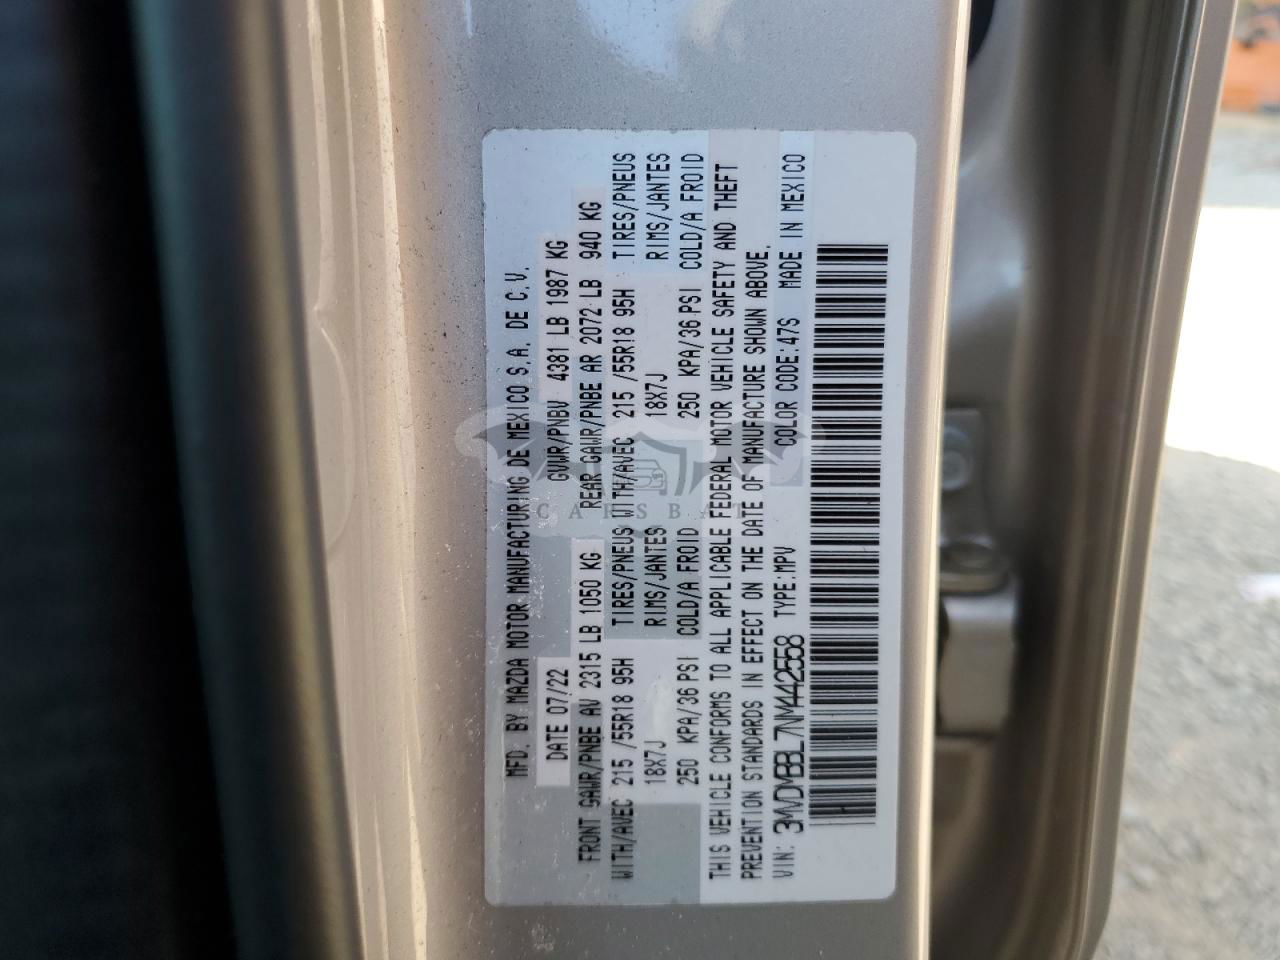 MFD. BY MAZDA MOTOR MANUFACTURING DE MEXICO S.A. DE C.V.
DATE 07/22 GVWR/PNBV 4381 LB 1987 KG
FRONT GAWR/PNBE AV 2315 LB 1050 KG REAR GAWR/PNBE AR 2072 LB 940 KG
WITH/AVEC 215 /55R18 95H TIRES/PNEUS WITH/AVEC 215 /55R18 95H TIRES/PNEUS
18X7J RIMS/JANTES 18X7J RIMS/JANTES
250 KPA/36 PSI COLD/A FROID 250 KPA/36 PSI COLD/A FROID
THIS VEHICLE CONFORMS TO ALL APPLICABLE FEDERAL MOTOR VEHICLE SAFETY AND THEFT
PREVENTION STANDARDS IN EFFECT ON THE DATE OF MANUFACTURE SHOWN ABOVE.
VIN: 3MVDMBBL7NM442558 TYPE:MPV COLOR CODE:47S MADE IN MEXICO
CARSBAT